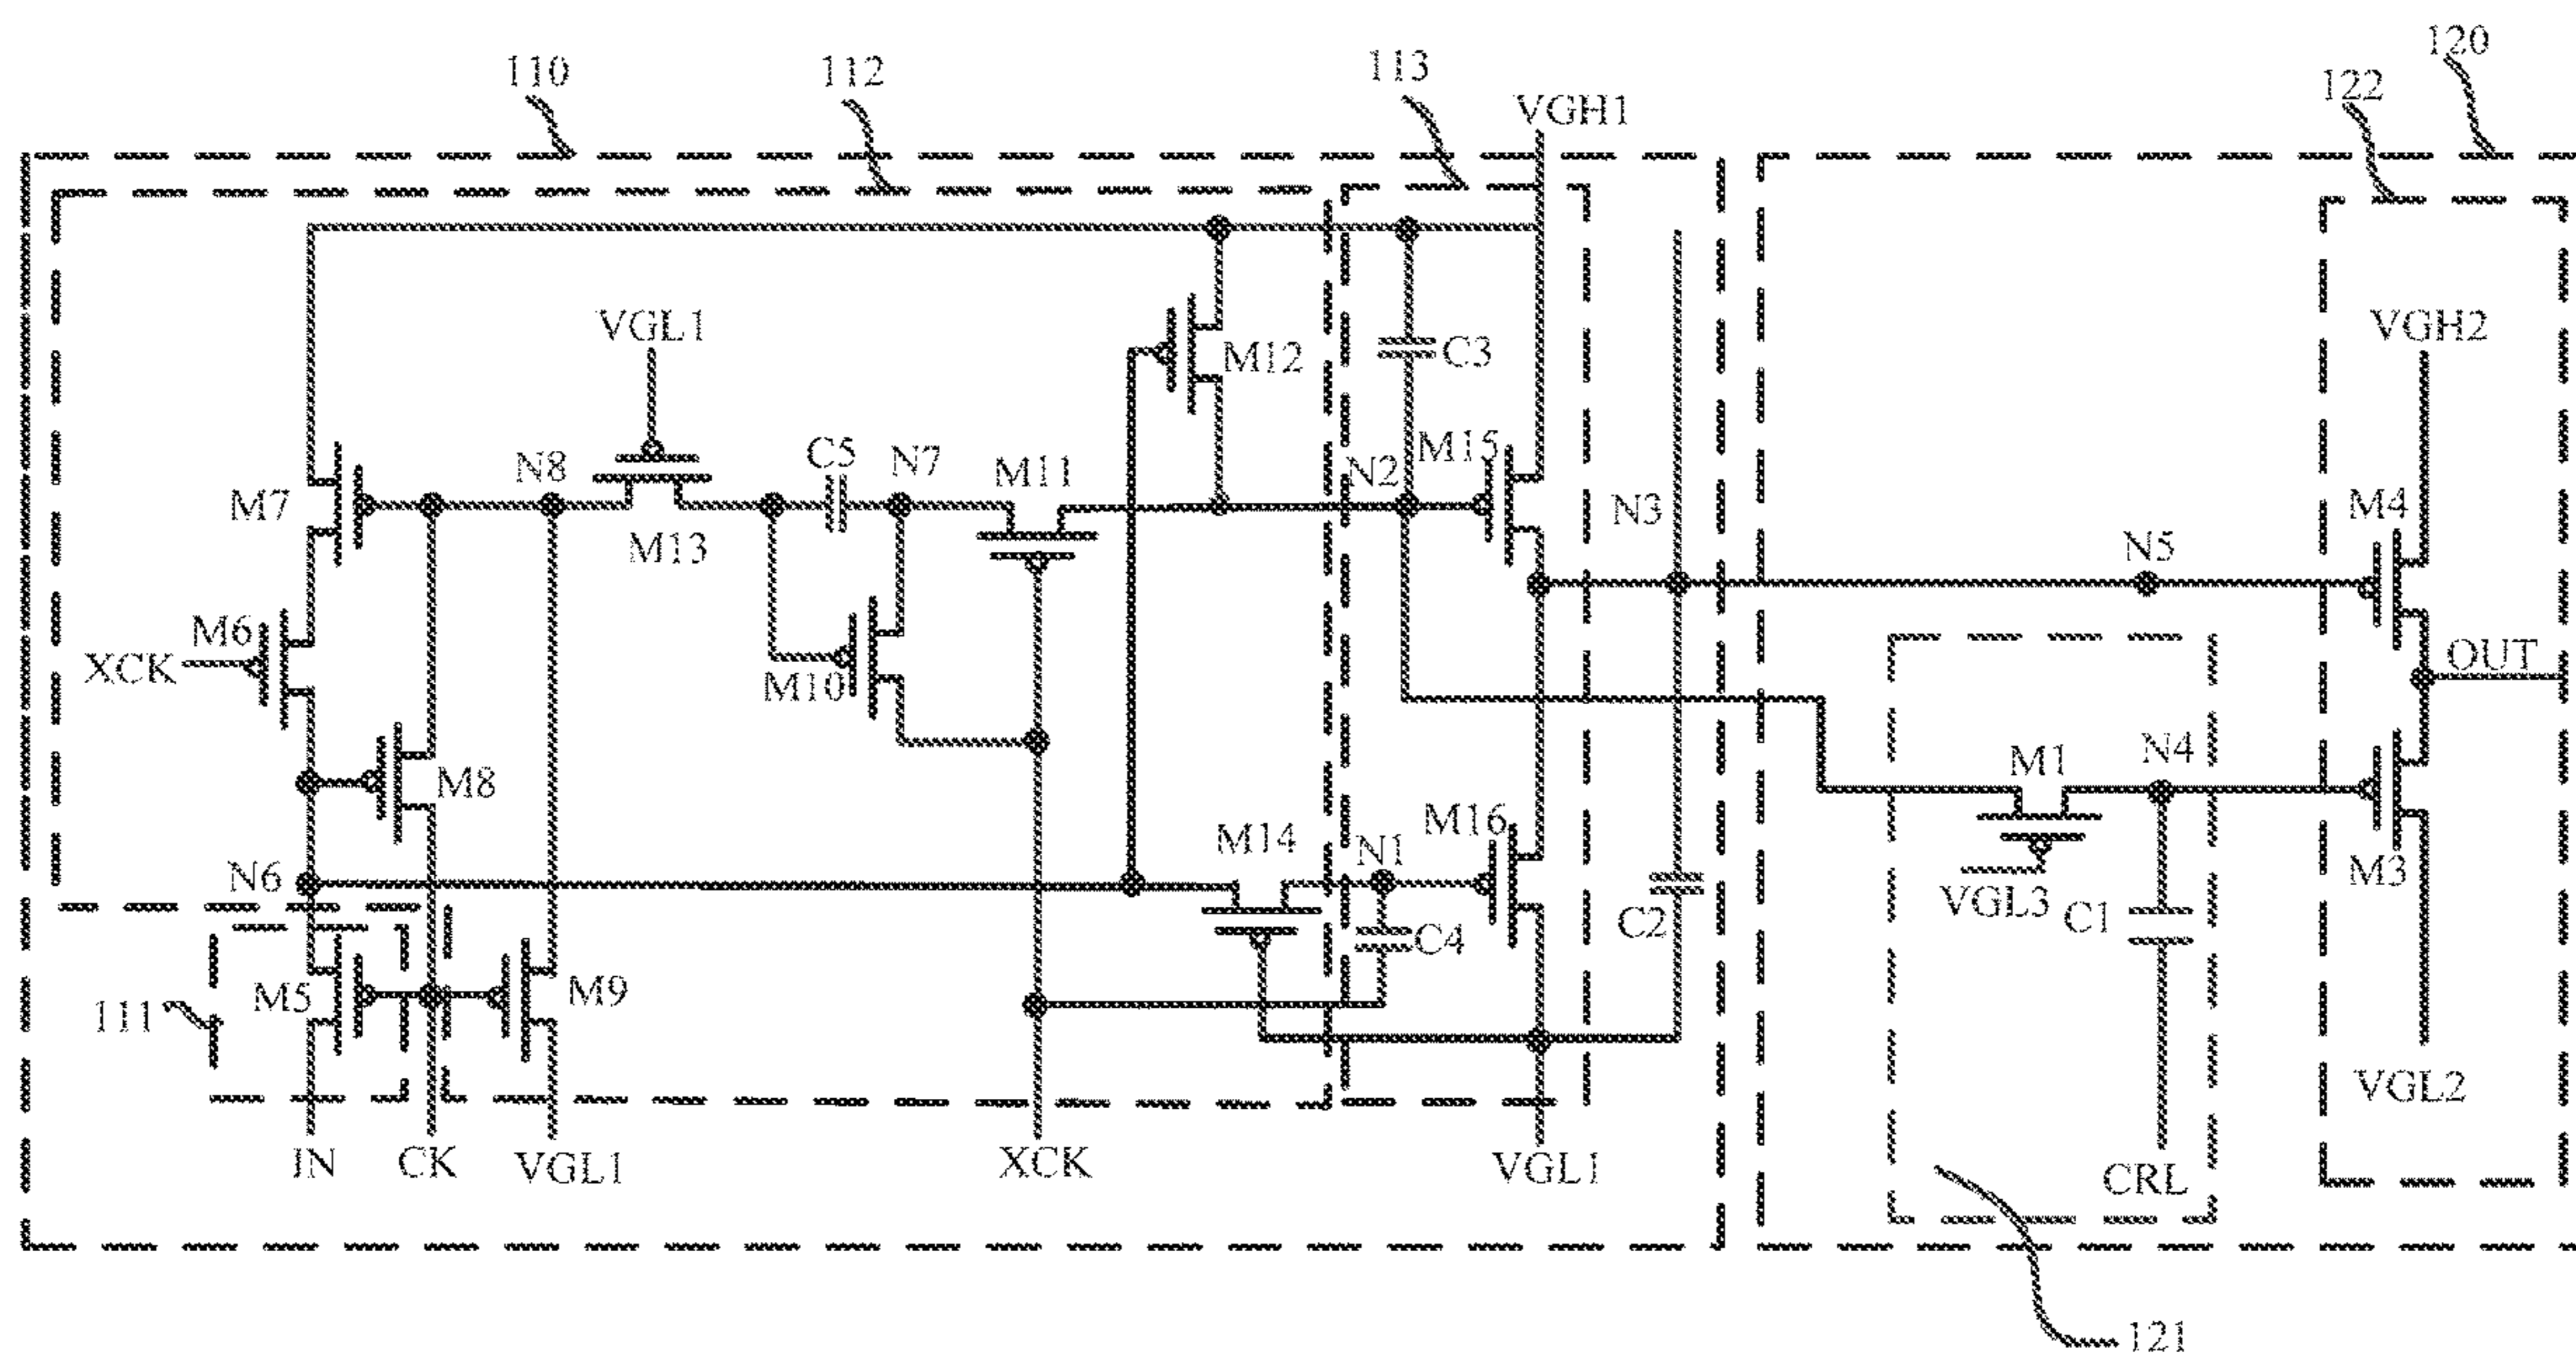 120
110
112
113
122
VGH1
VGH2
VGL1
M12
C3
M7
N8
C5
N7
M11
N2
M15
N3
M4
M13
N5
M6
XCK
M10
OUT
M8
M1
N4
M14
N1
M16
M3
N6
VGL3
C1
C2
C4
M5
M9
111
VGL2
IN
CK
VGL1
XCK
VGL1
CRL
121